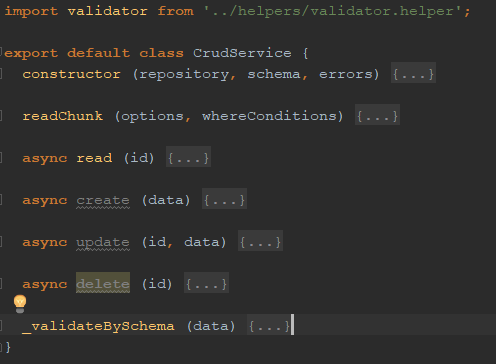 import validator from '../helpers/validator.helper';
export default class CrudService {
constructor (repository, schema, errors) {...}
readChunk (options, whereConditions) {...}
async read (id) {...}
async create (data) {...}
async update (id, data) {...}
async delete (id) {...}
_validateBySchema (data) {...}
}